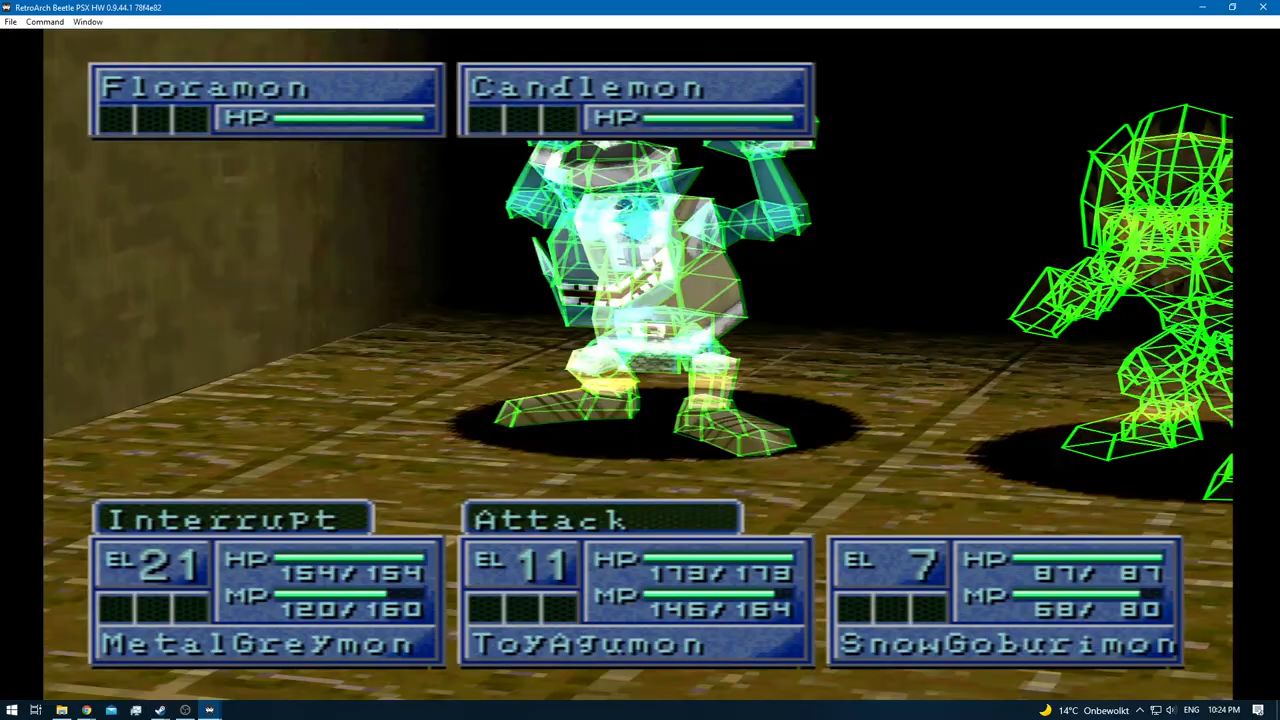 RetroArch Beetle PSX HW 0.9.44.1 78f4e82
File Command Window
Floramon
HP
Candlemon
HP
Interrupt
Attack
EL 21 HP 154/154
MP 120/160
MetalGreymon
EL 11 HP 173/173
MP 146/164
ToyAgumon
EL 7 HP 87/ 87
MP 68/ 80
SnowGoburimon
14°C Onbewolkt ENG 10:24 PM